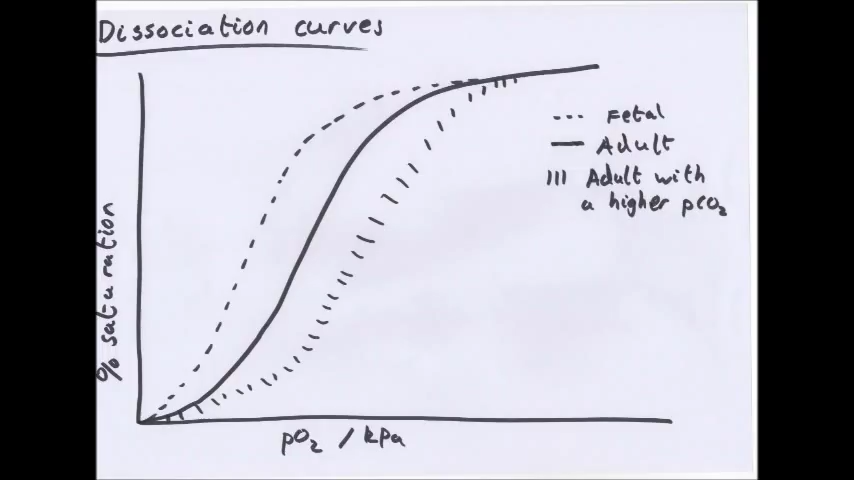 Dissociation curves
Fetal
Adult
Adult with
a higher pCO₂
% saturation
pO₂ / kPa